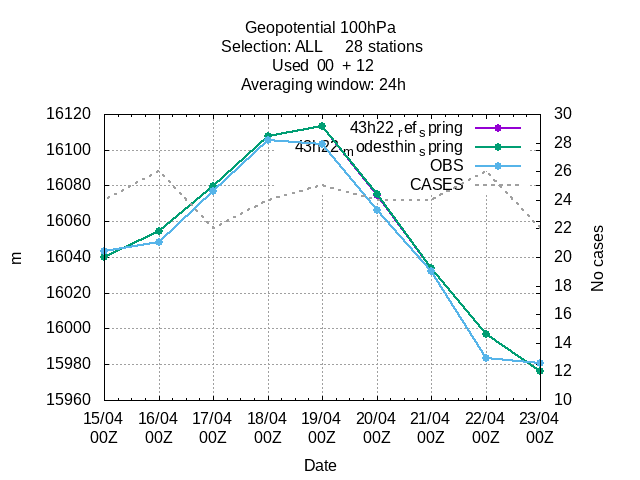 Geopotential 100hPa
Selection: ALL 28 stations
Used 00 + 12
Averaging window: 24h
16120
16100
16080
16060
16040
16020
16000
15980
15960
30
28
26
24
22
20
18
16
14
12
10
43h22 ref spring
43h22 modesthin spring
OBS
CASES
m
No cases
15/04 16/04 17/04 18/04 19/04 20/04 21/04 22/04 23/04
00Z 00Z 00Z 00Z 00Z 00Z 00Z 00Z 00Z
Date